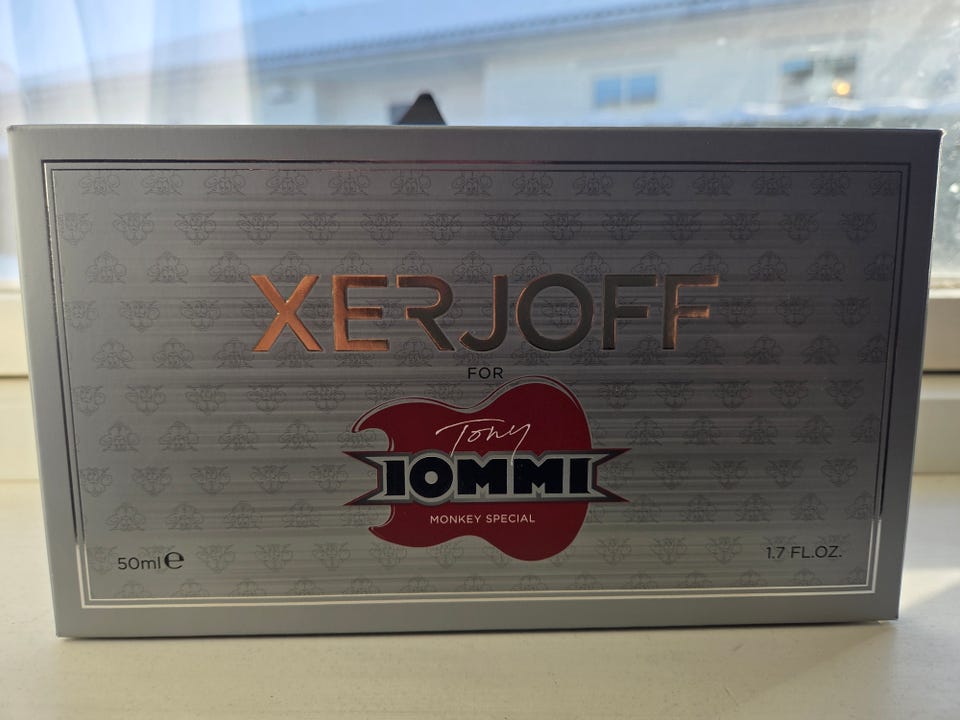 XERJOFF
FOR
Tony
IOMMI
MONKEY SPECIAL
50ml ℮
1.7 FL.OZ.